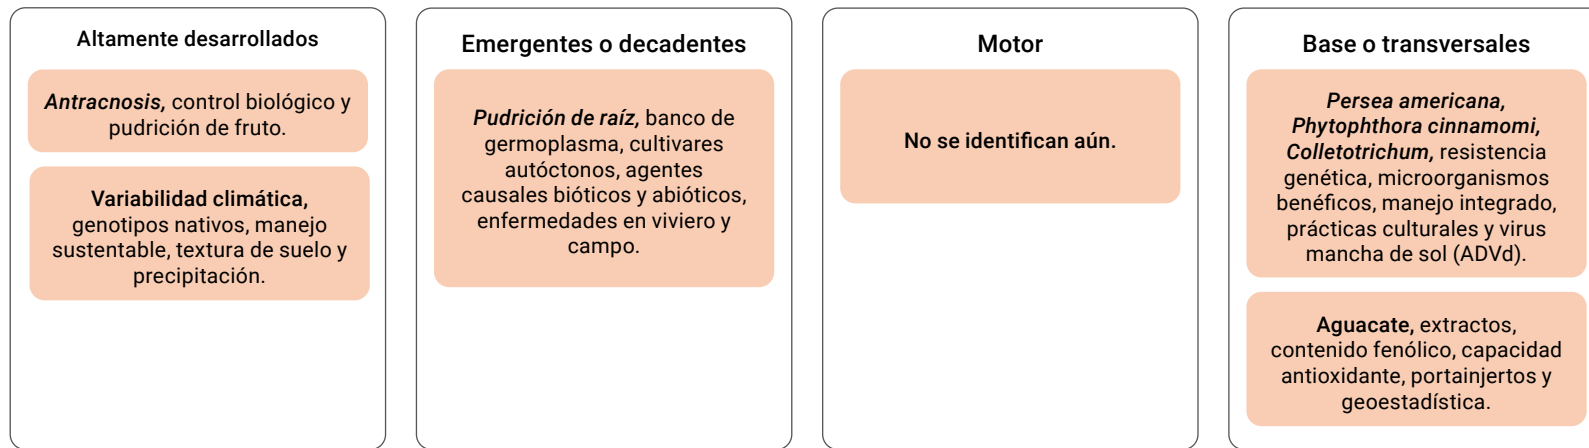 Altamente desarrollados
Antracnosis, control biológico y
pudrición de fruto.
Variabilidad climática,
genotipos nativos, manejo
sustentable, textura de suelo y
precipitación.
Emergentes o decadentes
Pudrición de raíz, banco de
germoplasma, cultivares
autóctonos, agentes
causales bióticos y abióticos,
enfermedades en viviero y
campo.
Motor
No se identifican aún.
Base o transversales
Persea americana,
Phytophthora cinnamomi,
Colletotrichum, resistencia
genética, microorganismos
benéficos, manejo integrado,
prácticas culturales y virus
mancha de sol (ADVd).
Aguacate, extractos,
contenido fenólico, capacidad
antioxidante, portainjertos y
geoestadística.